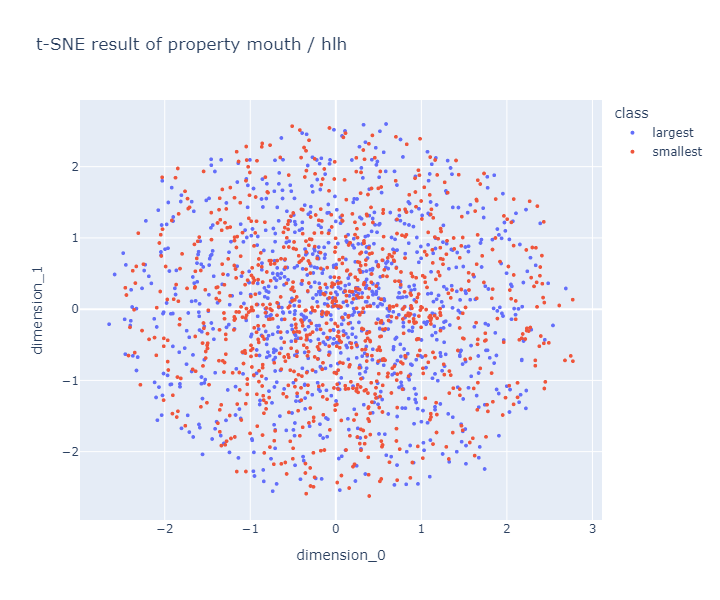 t-SNE result of property mouth / hlh
class
largest
smallest
2
1
0
−1
−2
dimension_1
−2
−1
0
1
2
3
dimension_0